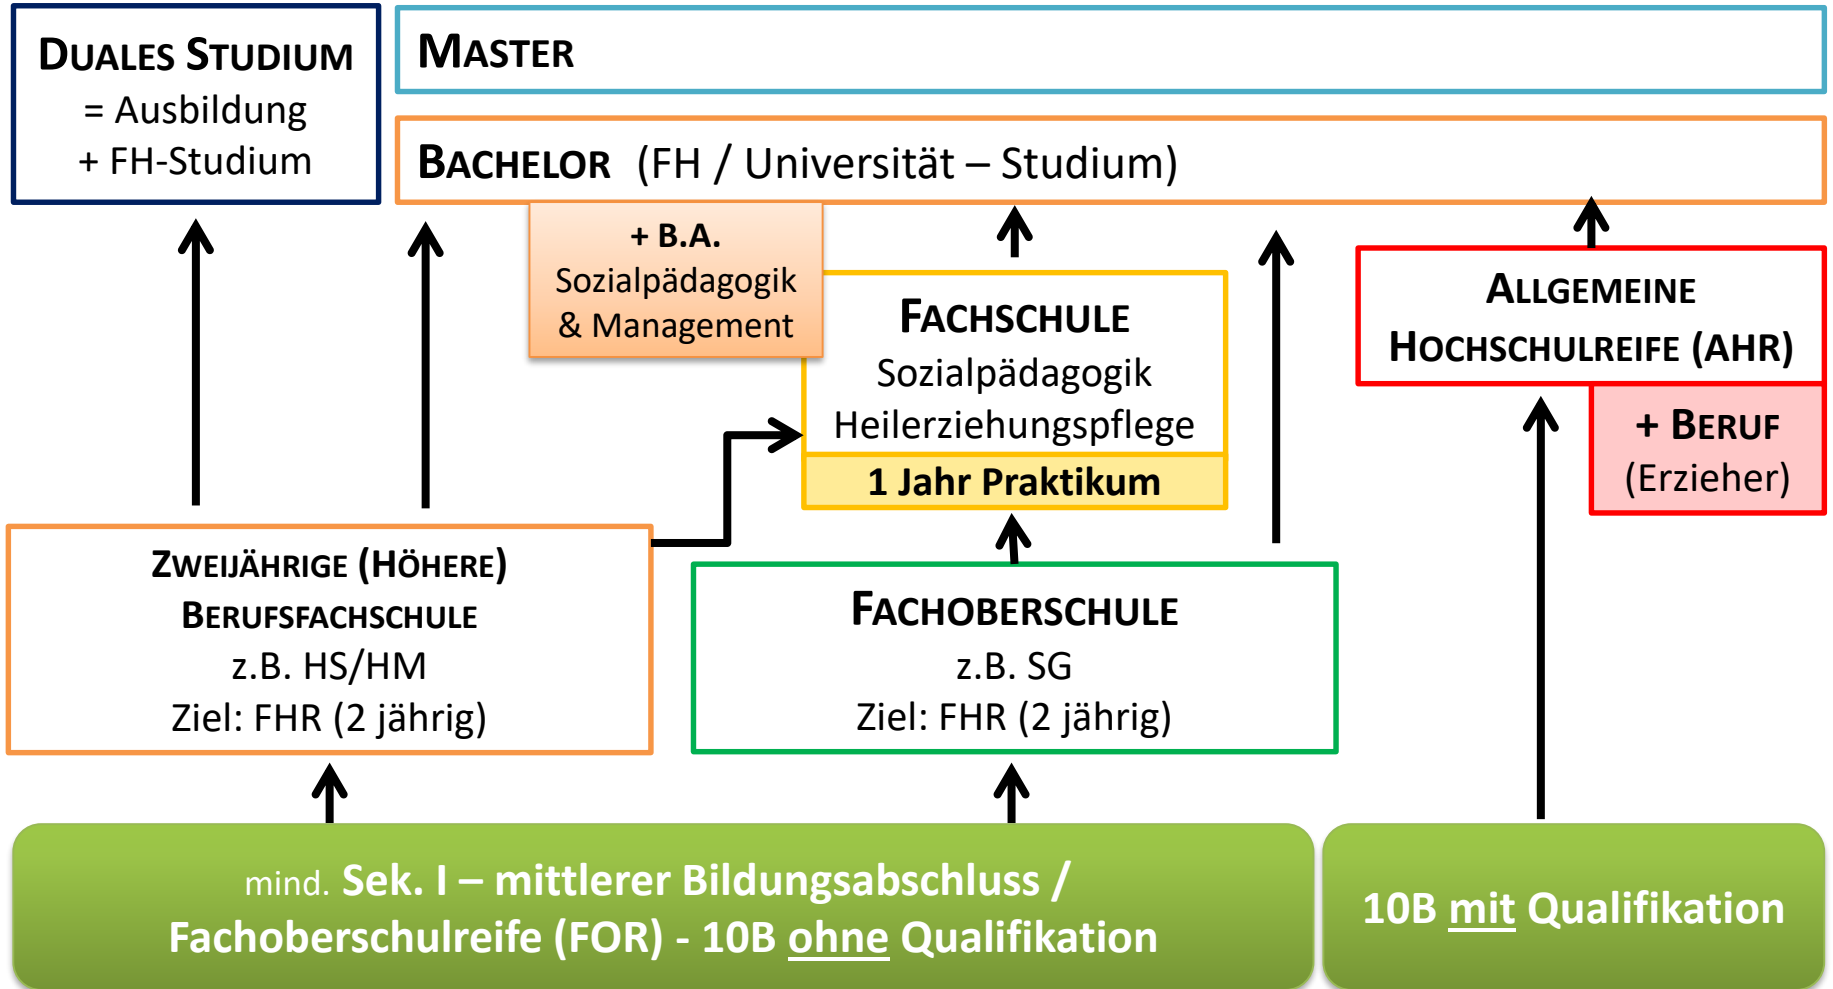 DUALES STUDIUM
= Ausbildung
+ FH-Studium
MASTER
BACHELOR (FH / Universität – Studium)
+ B.A.
Sozialpädagogik
& Management
FACHSCHULE
Sozialpädagogik
Heilerziehungspflege
1 Jahr Praktikum
ALLGEMEINE
HOCHSCHULREIFE (AHR)
+ BERUF
(Erzieher)
ZWEIJÄHRIGE (HÖHERE)
BERUFSFACHSCHULE
z.B. HS/HM
Ziel: FHR (2 jährig)
FACHOBERSCHULE
z.B. SG
Ziel: FHR (2 jährig)
mind. Sek. I – mittlerer Bildungsabschluss /
Fachoberschulreife (FOR) - 10B ohne Qualifikation
10B mit Qualifikation